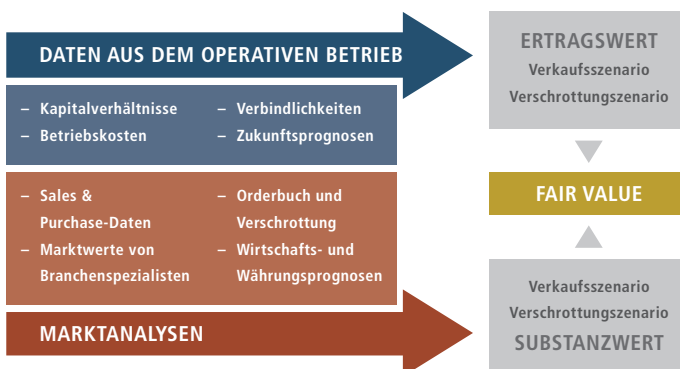 DATEN AUS DEM OPERATIVEN BETRIEB
– Kapitalverhältnisse
– Betriebskosten
– Verbindlichkeiten
– Zukunftsprognosen
– Sales &
Purchase-Daten
– Marktwerte von
Branchenspezialisten
– Orderbuch und
Verschrottung
– Wirtschafts- und
Währungsprognosen
MARKTANALYSEN
ERTRAGSWERT
Verkaufsszenario
Verschrottungszenario
FAIR VALUE
Verkaufsszenario
Verschrottungszenario
SUBSTANZWERT